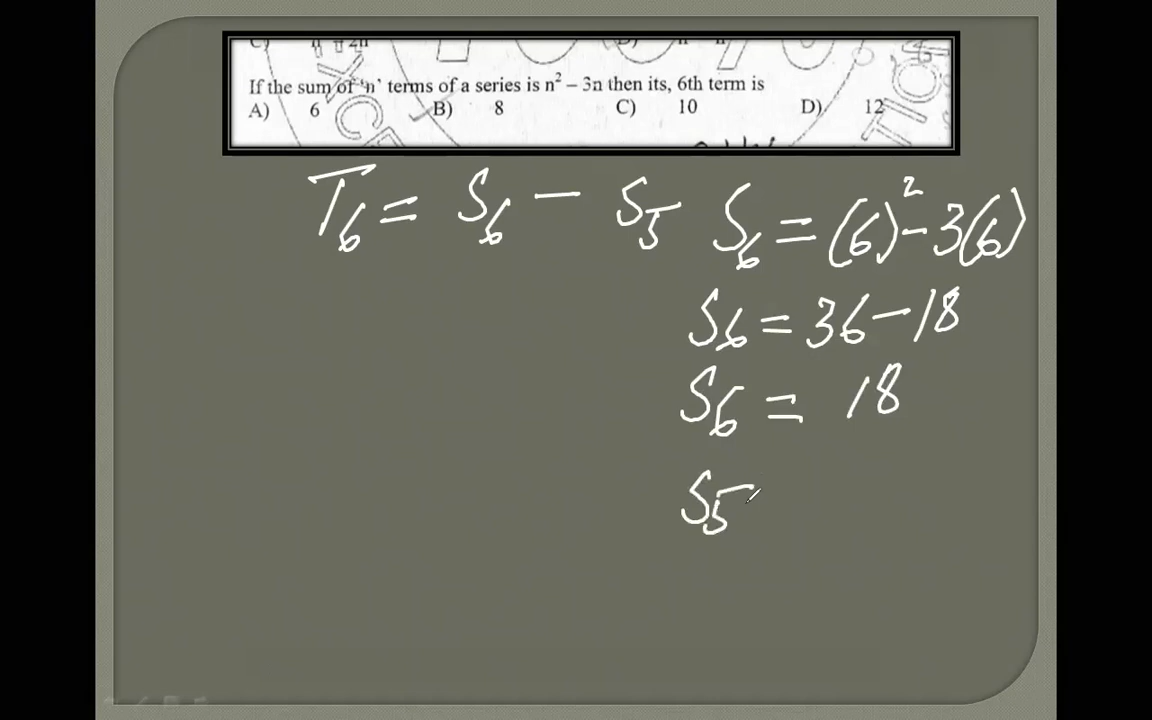 If the sum of 'n' terms of a series is n² – 3n then its, 6th term is
A) 6 B) 8 C) 10 D) 12
T₆ = S₆ – S₅ S₆ = (6)² – 3(6)
S₆ = 36 – 18
S₆ = 18
S₅